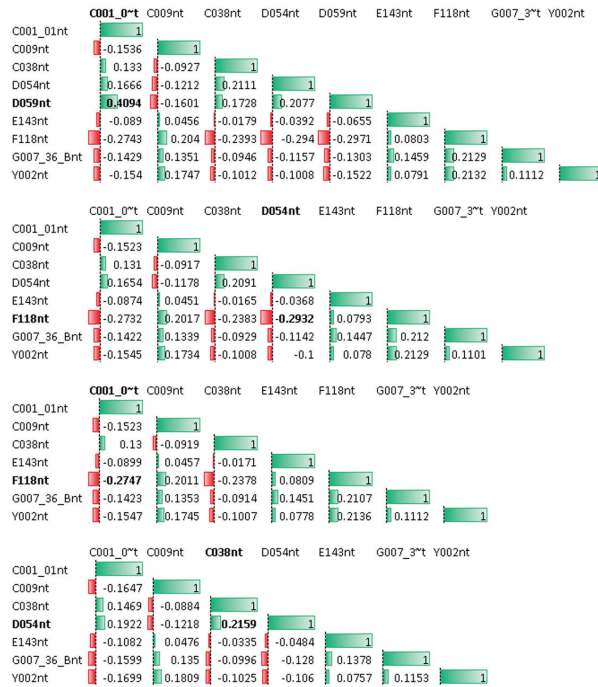 C001_0~t C009nt C038nt D054nt D059nt E143nt F118nt G007_3~t Y002nt
C001_01nt 1
C009nt -0.1536 1
C038nt 0.133 -0.0927 1
D054nt 0.1666 -0.1212 0.2111 1
D059nt 0.4094 -0.1601 0.1728 0.2077 1
E143nt -0.089 0.0456 -0.0179 -0.0392 -0.0655 1
F118nt -0.2743 0.204 -0.2393 -0.294 -0.2971 0.0803 1
G007_36_Bnt -0.1429 0.1351 -0.0946 -0.1157 -0.1303 0.1459 0.2129 1
Y002nt -0.154 0.1747 -0.1012 -0.1008 -0.1522 0.0791 0.2132 0.1112 1
C001_0~t C009nt C038nt D054nt E143nt F118nt G007_3~t Y002nt
C001_01nt 1
C009nt -0.1523 1
C038nt 0.131 -0.0917 1
D054nt 0.1654 -0.1178 0.2091 1
E143nt -0.0874 0.0451 -0.0165 -0.0368 1
F118nt -0.2732 0.2017 -0.2383 -0.2932 0.0793 1
G007_36_Bnt -0.1422 0.1339 -0.0929 -0.1142 0.1447 0.212 1
Y002nt -0.1545 0.1734 -0.1008 -0.1 0.078 0.2129 0.1101 1
C001_0~t C009nt C038nt E143nt F118nt G007_3~t Y002nt
C001_01nt 1
C009nt -0.1523 1
C038nt 0.13 -0.0919 1
E143nt -0.0899 0.0457 -0.0171 1
F118nt -0.2747 0.2011 -0.2378 0.0809 1
G007_36_Bnt -0.1423 0.1353 -0.0914 0.1451 0.2107 1
Y002nt -0.1547 0.1745 -0.1007 0.0778 0.2136 0.1112 1
C001_0~t C009nt C038nt D054nt E143nt G007_3~t Y002nt
C001_01nt 1
C009nt -0.1647 1
C038nt 0.1469 -0.0884 1
D054nt 0.1922 -0.1218 0.2159 1
E143nt -0.1082 0.0476 -0.0335 -0.0484 1
G007_36_Bnt -0.1599 0.135 -0.0996 -0.128 0.1378 1
Y002nt -0.1699 0.1809 -0.1025 -0.106 0.0757 0.1153 1